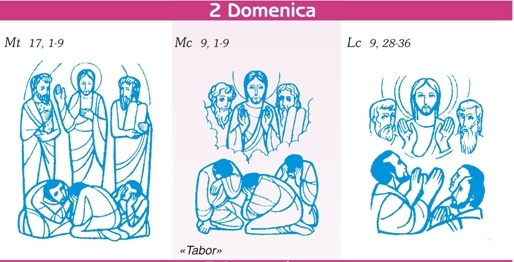 2 Domenica
Mt 17, 1-9
Mc 9, 1-9
Lc 9, 28-36
«Tabor»